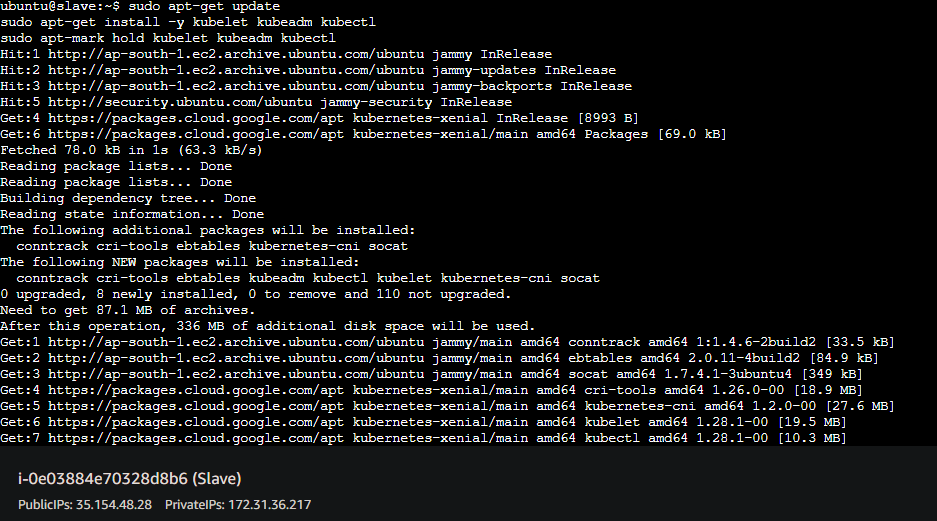 ubuntu@slave:~$ sudo apt-get update
sudo apt-get install -y kubelet kubeadm kubectl
sudo apt-mark hold kubelet kubeadm kubectl
Hit:1 http://ap-south-1.ec2.archive.ubuntu.com/ubuntu jammy InRelease
Hit:2 http://ap-south-1.ec2.archive.ubuntu.com/ubuntu jammy-updates InRelease
Hit:3 http://ap-south-1.ec2.archive.ubuntu.com/ubuntu jammy-backports InRelease
Hit:5 http://security.ubuntu.com/ubuntu jammy-security InRelease
Get:4 https://packages.cloud.google.com/apt kubernetes-xenial InRelease [8993 B]
Get:6 https://packages.cloud.google.com/apt kubernetes-xenial/main amd64 Packages [69.0 kB]
Fetched 78.0 kB in 1s (63.3 kB/s)
Reading package lists... Done
Reading package lists... Done
Building dependency tree... Done
Reading state information... Done
The following additional packages will be installed:
  conntrack cri-tools ebtables kubernetes-cni socat
The following NEW packages will be installed:
  conntrack cri-tools ebtables kubeadm kubectl kubelet kubernetes-cni socat
0 upgraded, 8 newly installed, 0 to remove and 110 not upgraded.
Need to get 87.1 MB of archives.
After this operation, 336 MB of additional disk space will be used.
Get:1 http://ap-south-1.ec2.archive.ubuntu.com/ubuntu jammy/main amd64 conntrack amd64 1:1.4.6-2build2 [33.5 kB]
Get:2 http://ap-south-1.ec2.archive.ubuntu.com/ubuntu jammy/main amd64 ebtables amd64 2.0.11-4build2 [84.9 kB]
Get:3 http://ap-south-1.ec2.archive.ubuntu.com/ubuntu jammy/main amd64 socat amd64 1.7.4.1-3ubuntu4 [349 kB]
Get:4 https://packages.cloud.google.com/apt kubernetes-xenial/main amd64 cri-tools amd64 1.26.0-00 [18.9 MB]
Get:5 https://packages.cloud.google.com/apt kubernetes-xenial/main amd64 kubernetes-cni amd64 1.2.0-00 [27.6 MB]
Get:6 https://packages.cloud.google.com/apt kubernetes-xenial/main amd64 kubelet amd64 1.28.1-00 [19.5 MB]
Get:7 https://packages.cloud.google.com/apt kubernetes-xenial/main amd64 kubectl amd64 1.28.1-00 [10.3 MB]
i-0e03884e70328d8b6 (Slave)
PublicIPs: 35.154.48.28 PrivateIPs: 172.31.36.217